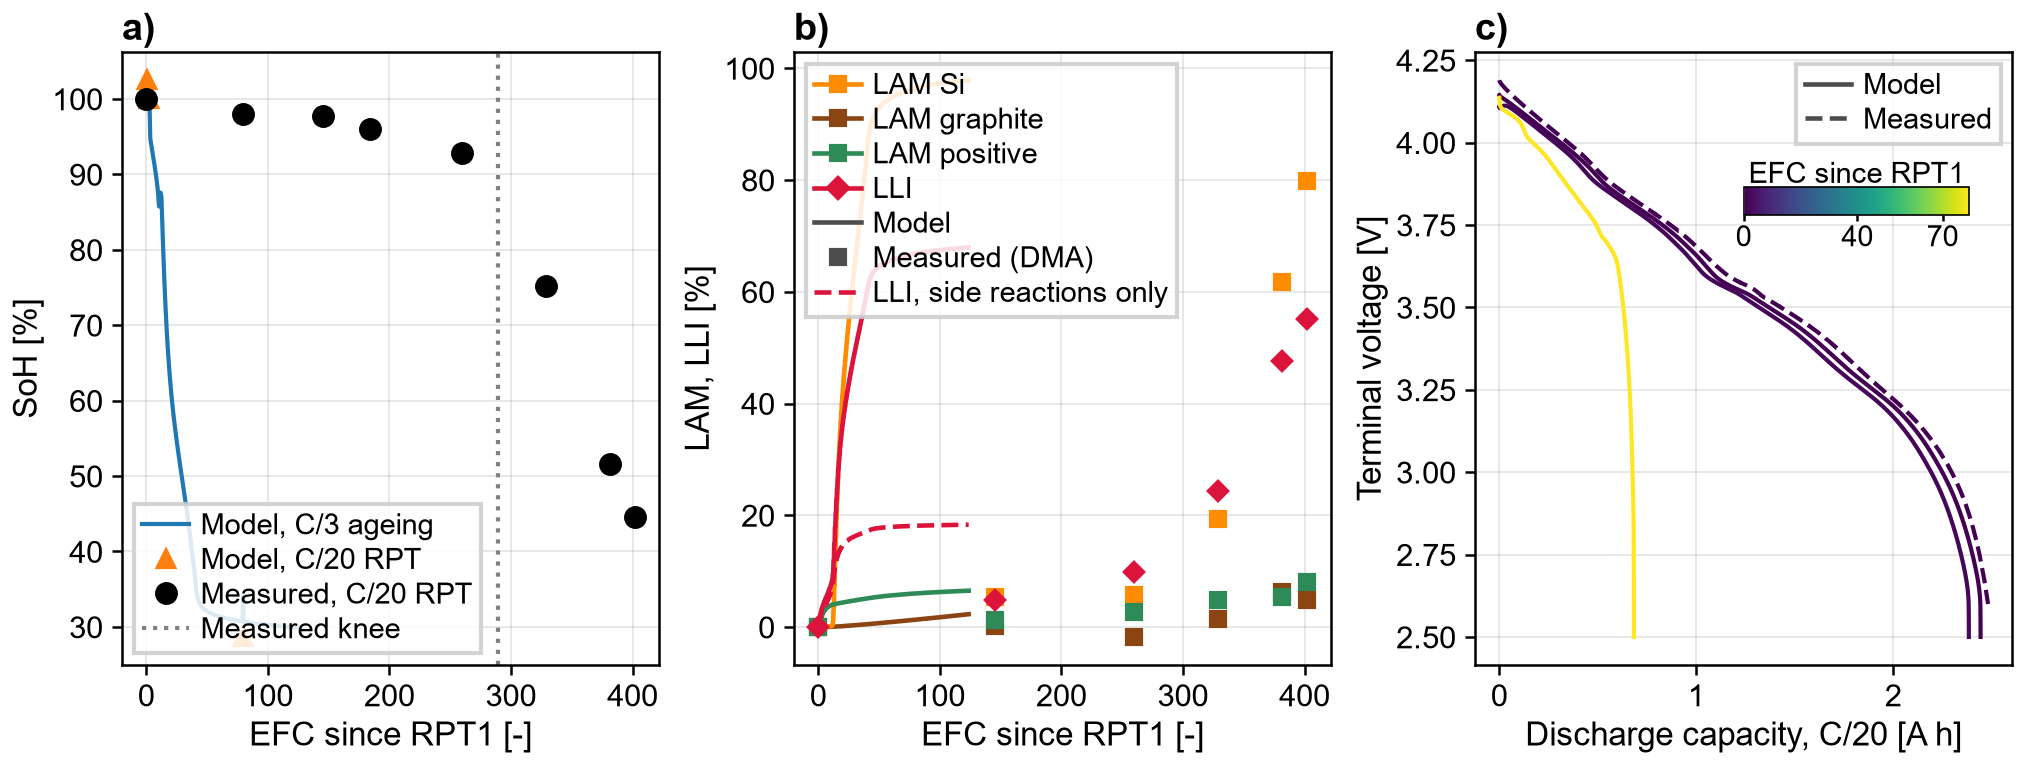 a)
100
90
80
70
60
50
40
30
SoH [%]
Model, C/3 ageing
Model, C/20 RPT
Measured, C/20 RPT
Measured knee
0
100
200
300
400
EFC since RPT1 [-]
b)
100
80
60
40
20
0
LAM, LLI [%]
LAM Si
LAM graphite
LAM positive
LLI
Model
Measured (DMA)
LLI, side reactions only
0
100
200
300
400
EFC since RPT1 [-]
c)
4.25
4.00
3.75
3.50
3.25
3.00
2.75
2.50
Terminal voltage [V]
Model
Measured
EFC since RPT1
0
40
70
0
1
2
Discharge capacity, C/20 [A h]